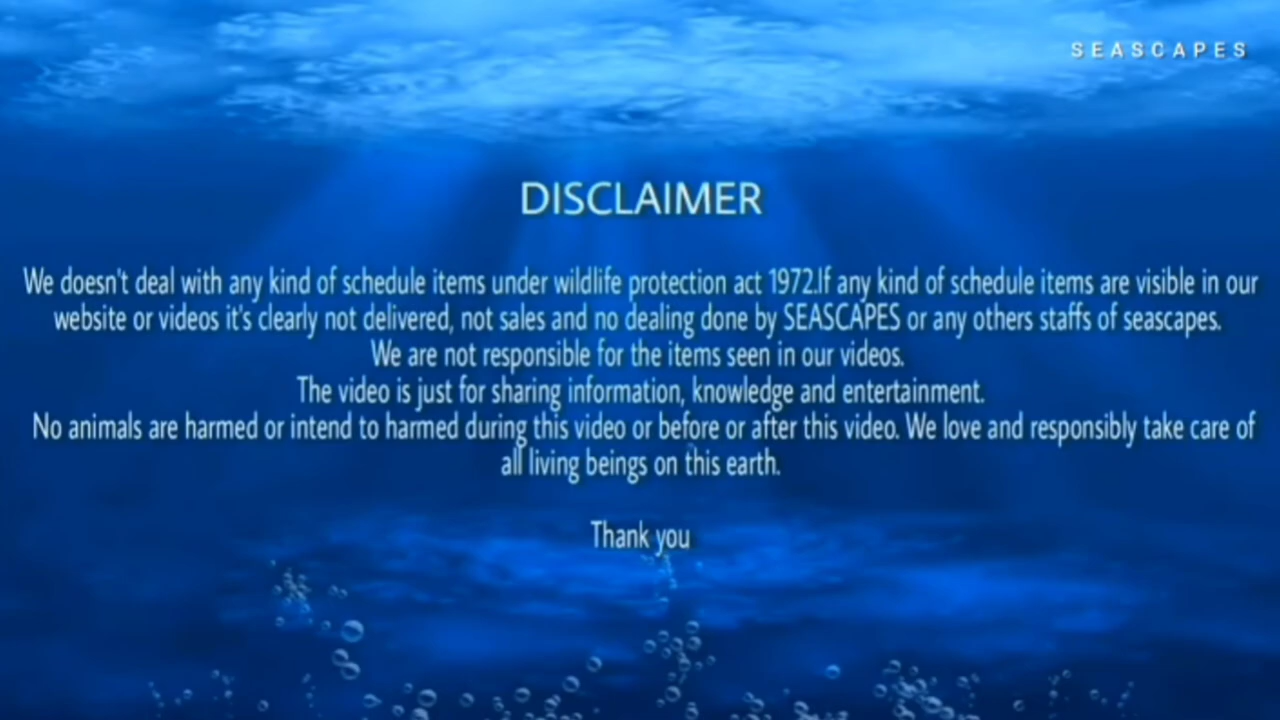 SEASCAPES
DISCLAIMER
We doesn't deal with any kind of schedule items under wildlife protection act 1972.If any kind of schedule items are visible in our
website or videos it's clearly not delivered, not sales and no dealing done by SEASCAPES or any others staffs of seascapes.
We are not responsible for the items seen in our videos.
The video is just for sharing information, knowledge and entertainment.
No animals are harmed or intend to harmed during this video or before or after this video. We love and responsibly take care of
all living beings on this earth.
Thank you